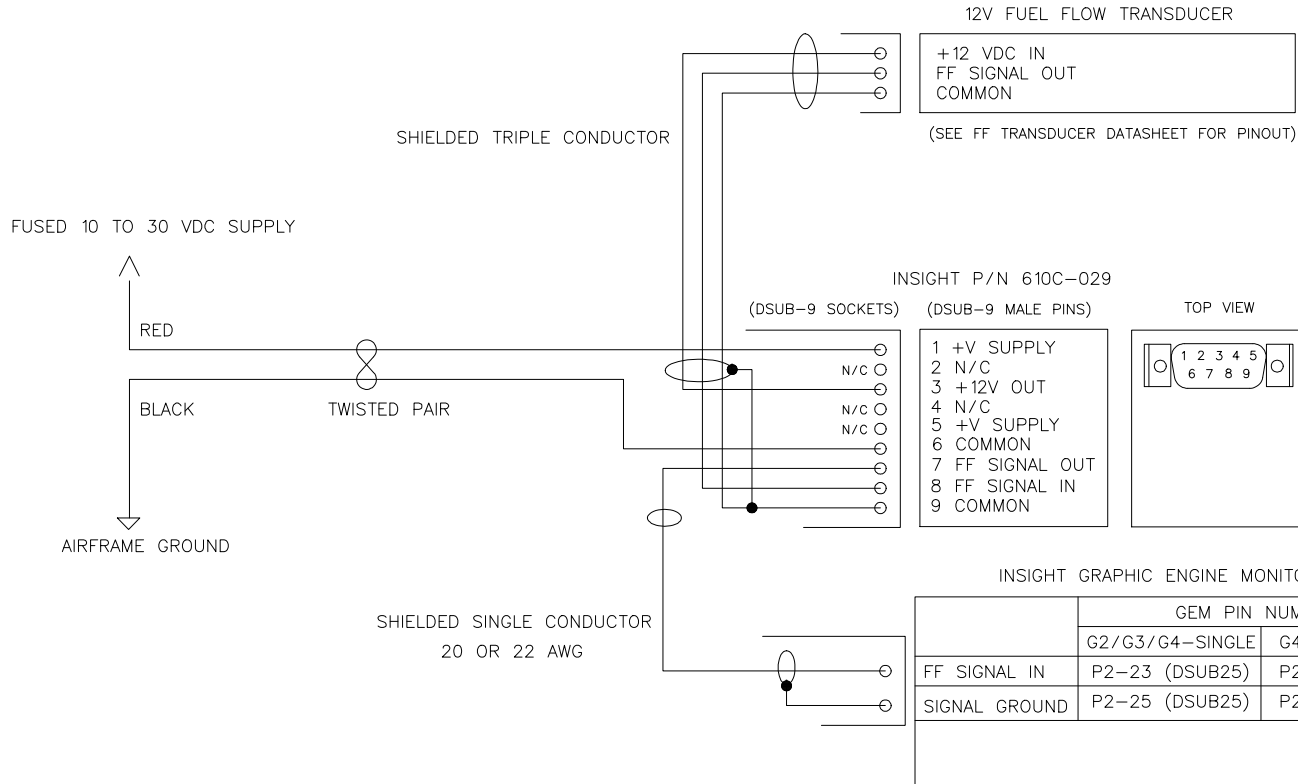 12V FUEL FLOW TRANSDUCER
+12 VDC IN
FF SIGNAL OUT
COMMON
(SEE FF TRANSDUCER DATASHEET FOR PINOUT)
SHIELDED TRIPLE CONDUCTOR
FUSED 10 TO 30 VDC SUPPLY
RED
BLACK
TWISTED PAIR
AIRFRAME GROUND
INSIGHT P/N 610C-029
(DSUB-9 SOCKETS)
(DSUB-9 MALE PINS)
TOP VIEW
N/C
N/C
N/C
1 +V SUPPLY
2 N/C
3 +12V OUT
4 N/C
5 +V SUPPLY
6 COMMON
7 FF SIGNAL OUT
8 FF SIGNAL IN
9 COMMON
1 2 3 4 5
6 7 8 9
SHIELDED SINGLE CONDUCTOR
20 OR 22 AWG
INSIGHT GRAPHIC ENGINE
GEM PIN
G2/G3/G4-SINGLE G4
FF SIGNAL IN P2-23 (DSUB25) P2
SIGNAL GROUND P2-25 (DSUB25) P2